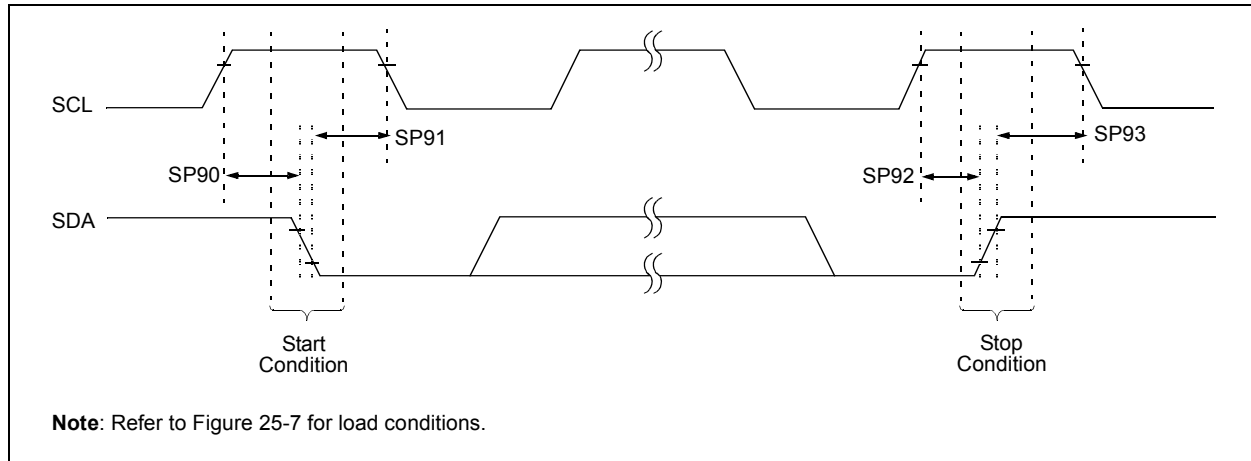 SCL
SP91
SP93
SP90
SP92
SDA
Start
Condition
Stop
Condition
Note: Refer to Figure 25-7 for load conditions.